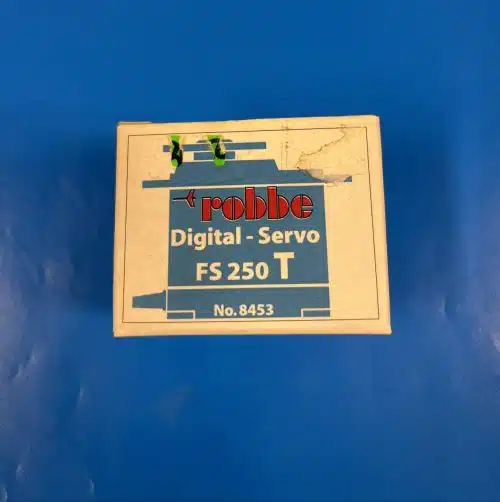 robbe
Digital - Servo
FS 250 T
No. 8453